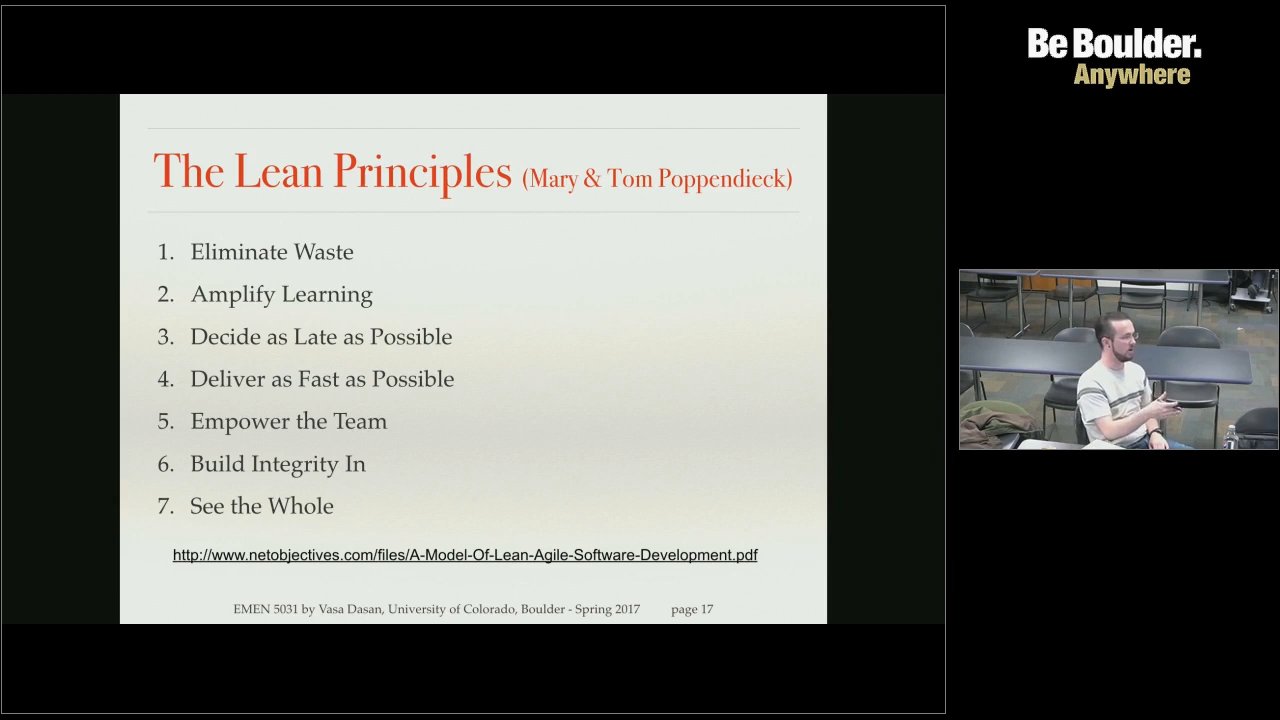 The Lean Principles (Mary & Tom Poppendieck)
1. Eliminate Waste
2. Amplify Learning
3. Decide as Late as Possible
4. Deliver as Fast as Possible
5. Empower the Team
6. Build Integrity In
7. See the Whole
http://www.netobjectives.com/files/A-Model-Of-Lean-Agile-Software-Development.pdf
EMEN 5031 by Vasa Dasan, University of Colorado, Boulder - Spring 2017 page 17
Be Boulder.
Anywhere